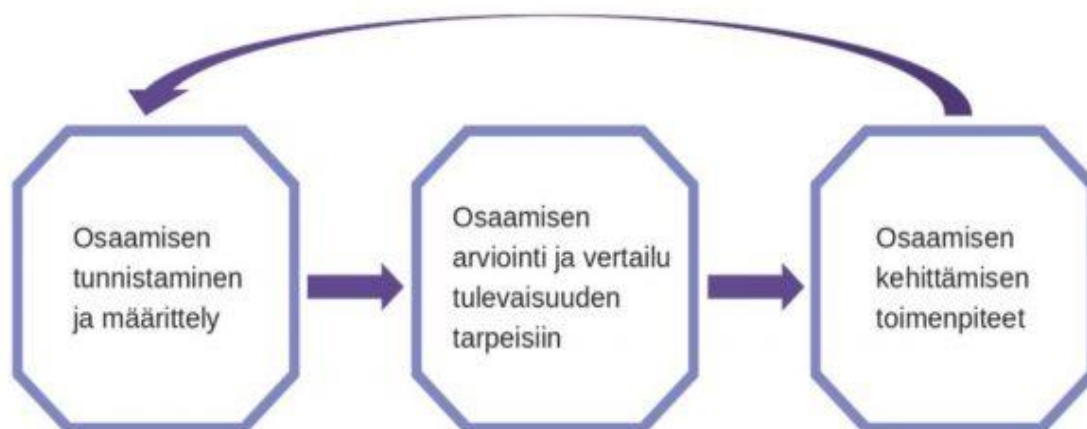 Osaamisen
tunnistaminen
ja määrittely
Osaamisen
arviointi ja vertailu
tulevaisuuden
tarpeisiin
Osaamisen
kehittämisen
toimenpiteet